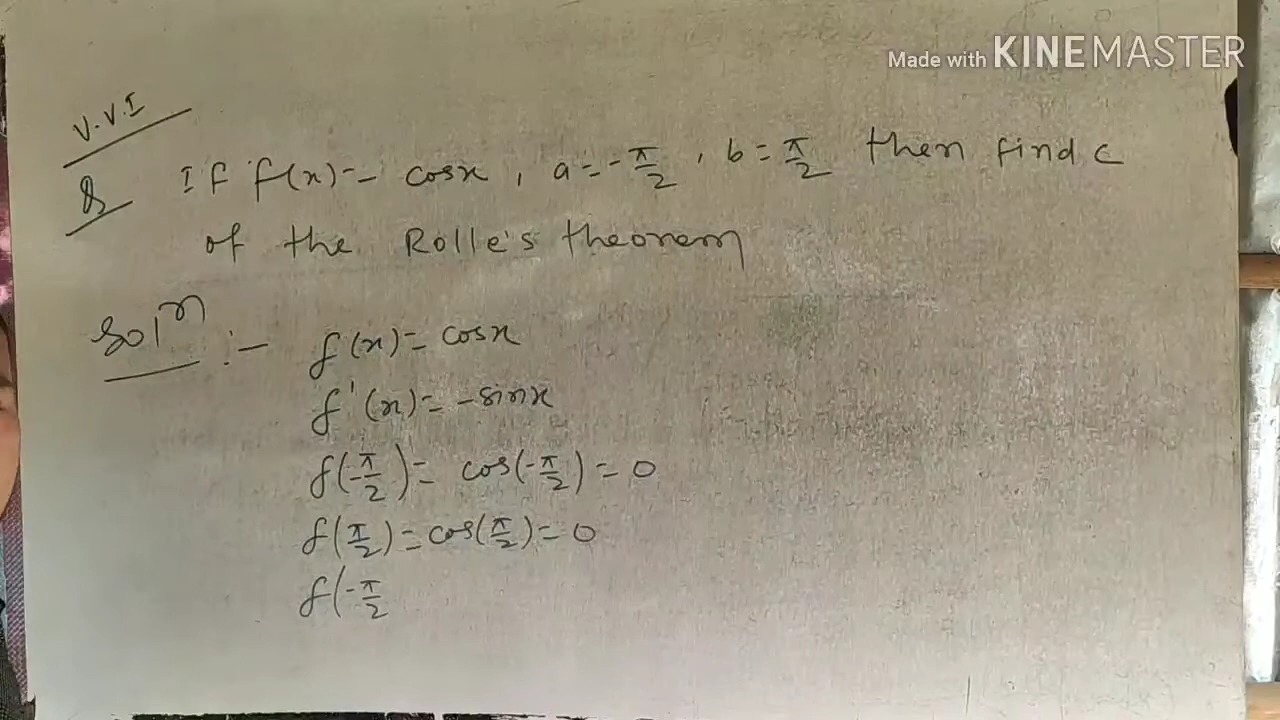 Made with KINEMASTER
V.V.I
Q If f(x) = cosx, a = -π/2, b = π/2 then find c
of the Rolle's theorem
Solⁿ :- f(x) = cosx
f'(x) = -sinx
f(-π/2) = cos(-π/2) = 0
f(π/2) = cos(π/2) = 0
f(-π/2